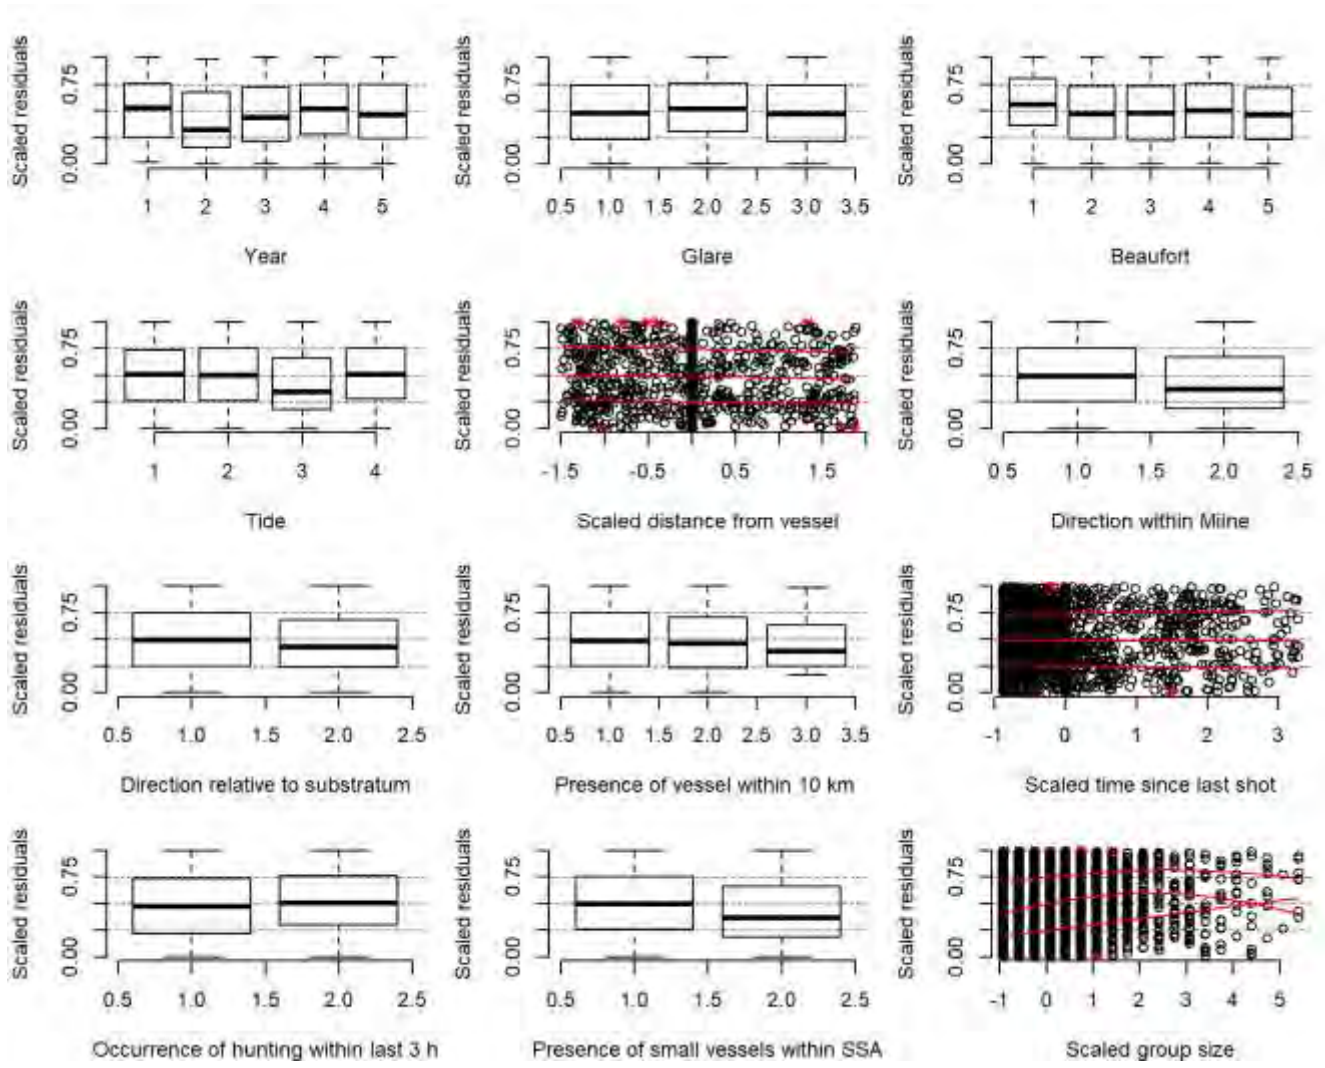 Scaled residuals
0.75
0.00
1 2 3 4 5
Year
Scaled residuals
0.75
0.00
0.5 1.0 1.5 2.0 2.5 3.0 3.5
Glare
Scaled residuals
0.75
0.00
1 2 3 4 5
Beaufort
Scaled residuals
0.75
0.00
1 2 3 4
Tide
Scaled residuals
0.75
0.00
-1.5 -0.5 0.5 1.5
Scaled distance from vessel
Scaled residuals
0.75
0.00
0.5 1.0 1.5 2.0 2.5
Direction within Milne
Scaled residuals
0.75
0.00
0.5 1.0 1.5 2.0 2.5
Direction relative to substratum
Scaled residuals
0.75
0.00
0.5 1.0 1.5 2.0 2.5 3.0 3.5
Presence of vessel within 10 km
Scaled residuals
0.75
0.00
-1 0 1 2 3
Scaled time since last shot
Scaled residuals
0.75
0.00
0.5 1.0 1.5 2.0 2.5
Occurrence of hunting within last 3 h
Scaled residuals
0.75
0.00
0.5 1.0 1.5 2.0 2.5
Presence of small vessels within SSA
Scaled residuals
0.75
0.00
-1 0 1 2 3 4 5
Scaled group size